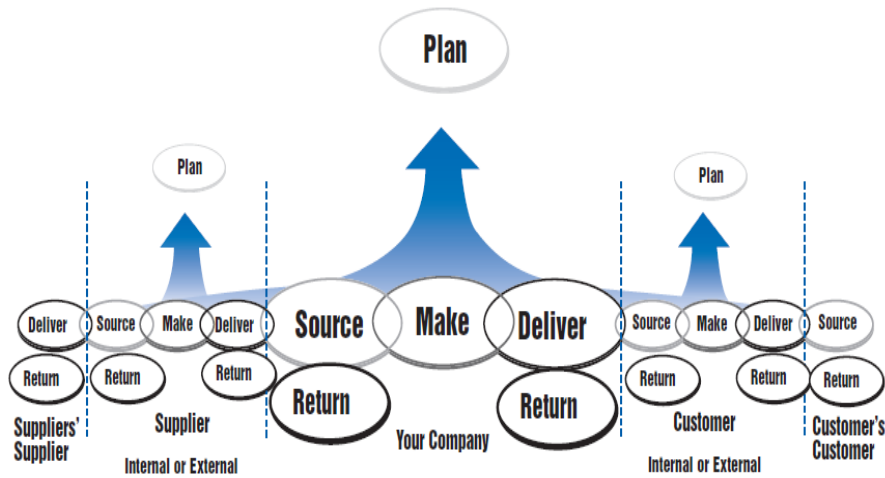 Plan
Plan
Plan
Deliver
Source
Make
Deliver
Source
Make
Deliver
Source
Make
Deliver
Source
Return
Return
Return
Return
Return
Return
Return
Return
Suppliers'
Supplier
Supplier
Internal or External
Your Company
Customer
Internal or External
Customer's
Customer